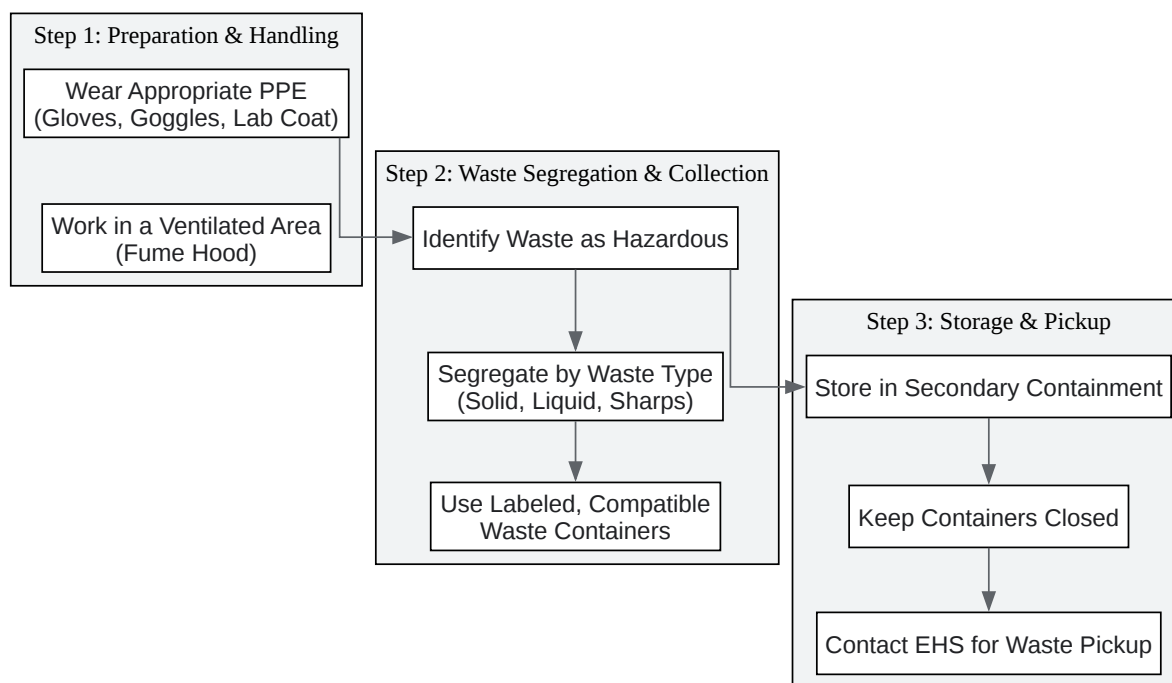 Step 1: Preparation & Handling
Wear Appropriate PPE
(Gloves, Goggles, Lab Coat)
Work in a Ventilated Area
(Fume Hood)
Step 2: Waste Segregation & Collection
Identify Waste as Hazardous
Segregate by Waste Type
(Solid, Liquid, Sharps)
Use Labeled, Compatible
Waste Containers
Step 3: Storage & Pickup
Store in Secondary Containment
Keep Containers Closed
Contact EHS for Waste Pickup